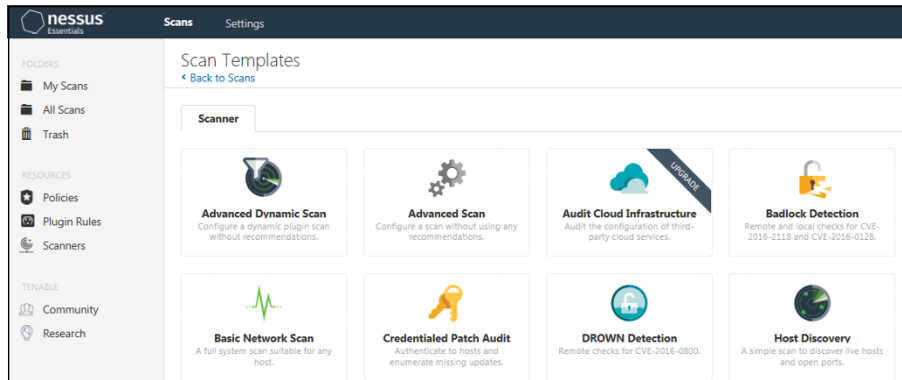 nessus
Essentials
Scans
Settings
FOLDERS
My Scans
All Scans
Trash
RESOURCES
Policies
Plugin Rules
Scanners
TENABLE
Community
Research
Scan Templates
Back to Scans
Scanner
Advanced Dynamic Scan
Configure a dynamic plugin scan
without recommendations.
Advanced Scan
Configure a scan without using any
recommendations.
UPGRADE
Audit Cloud Infrastructure
Audit the configuration of third-
party cloud services.
Badlock Detection
Remote and local checks for CVE-
2016-2118 and CVE-2016-0128.
Basic Network Scan
A full system scan suitable for any
host.
Credentialed Patch Audit
Authenticate to hosts and
enumerate missing updates.
DROWN Detection
Remote checks for CVE-2016-0800.
Host Discovery
A simple scan to discover live hosts
and open ports.